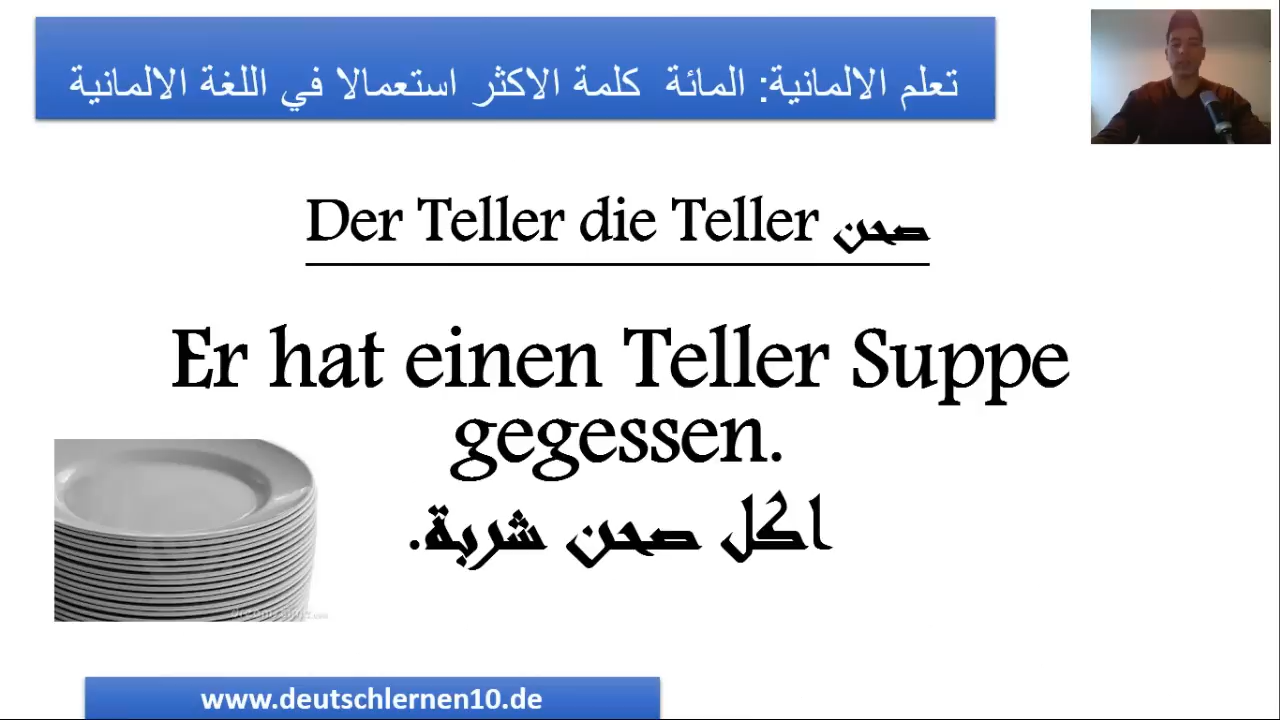 تعلم الالمانية: المائة كلمة الاكثر استعمالا في اللغة الالمانية
Der Teller die Teller صحن
Er hat einen Teller Suppe
gegessen.
اكل صحن شربة.
www.deutschlernen10.de